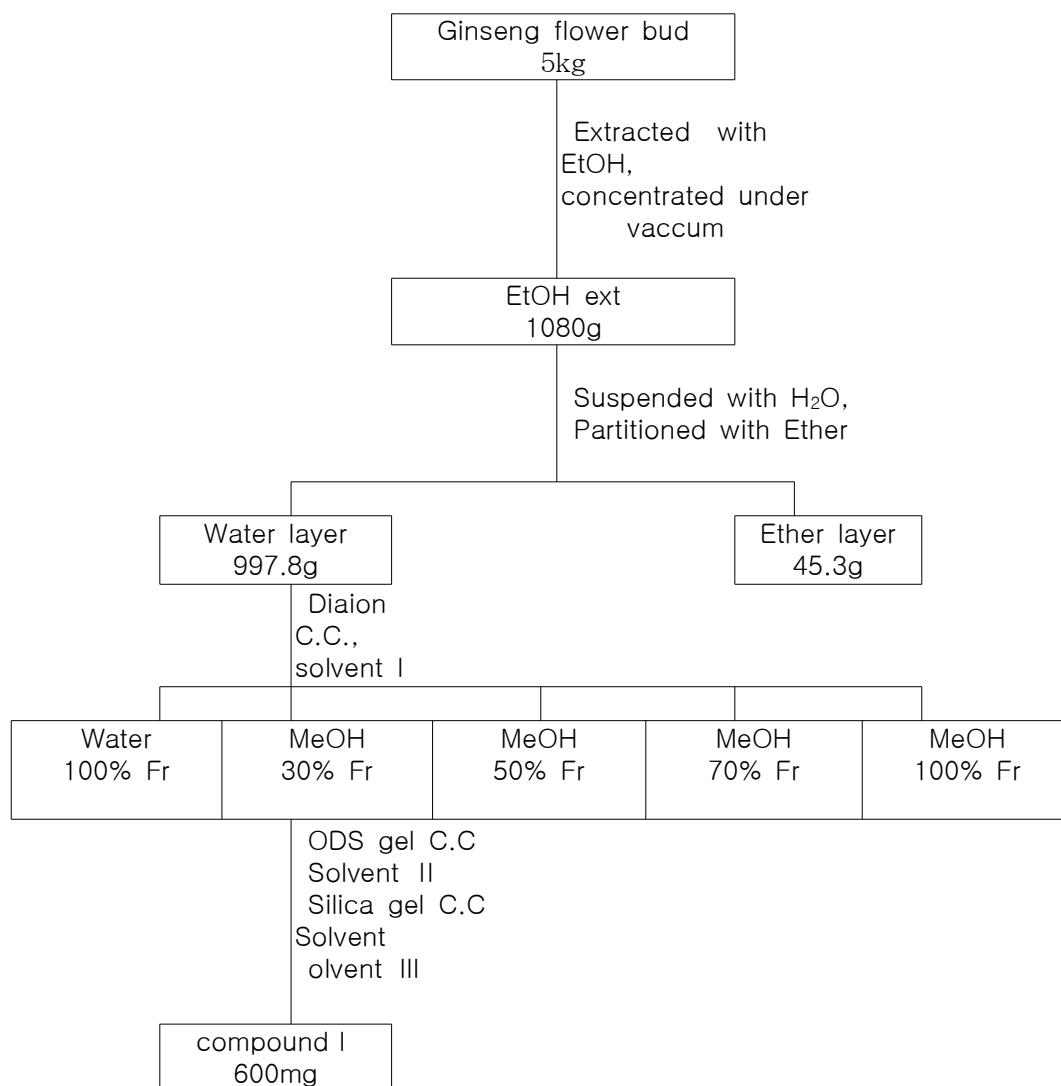 Ginseng flower bud
5kg
Extracted with
EtOH,
concentrated under
vaccum
EtOH ext
1080g
Suspended with H₂O,
Partitioned with Ether
Water layer
997.8g
Ether layer
45.3g
Diaion
C.C.,
solvent I
Water
100% Fr
MeOH
30% Fr
MeOH
50% Fr
MeOH
70% Fr
MeOH
100% Fr
ODS gel C.C
Solvent II
Silica gel C.C
Solvent
olvent III
compound I
600mg